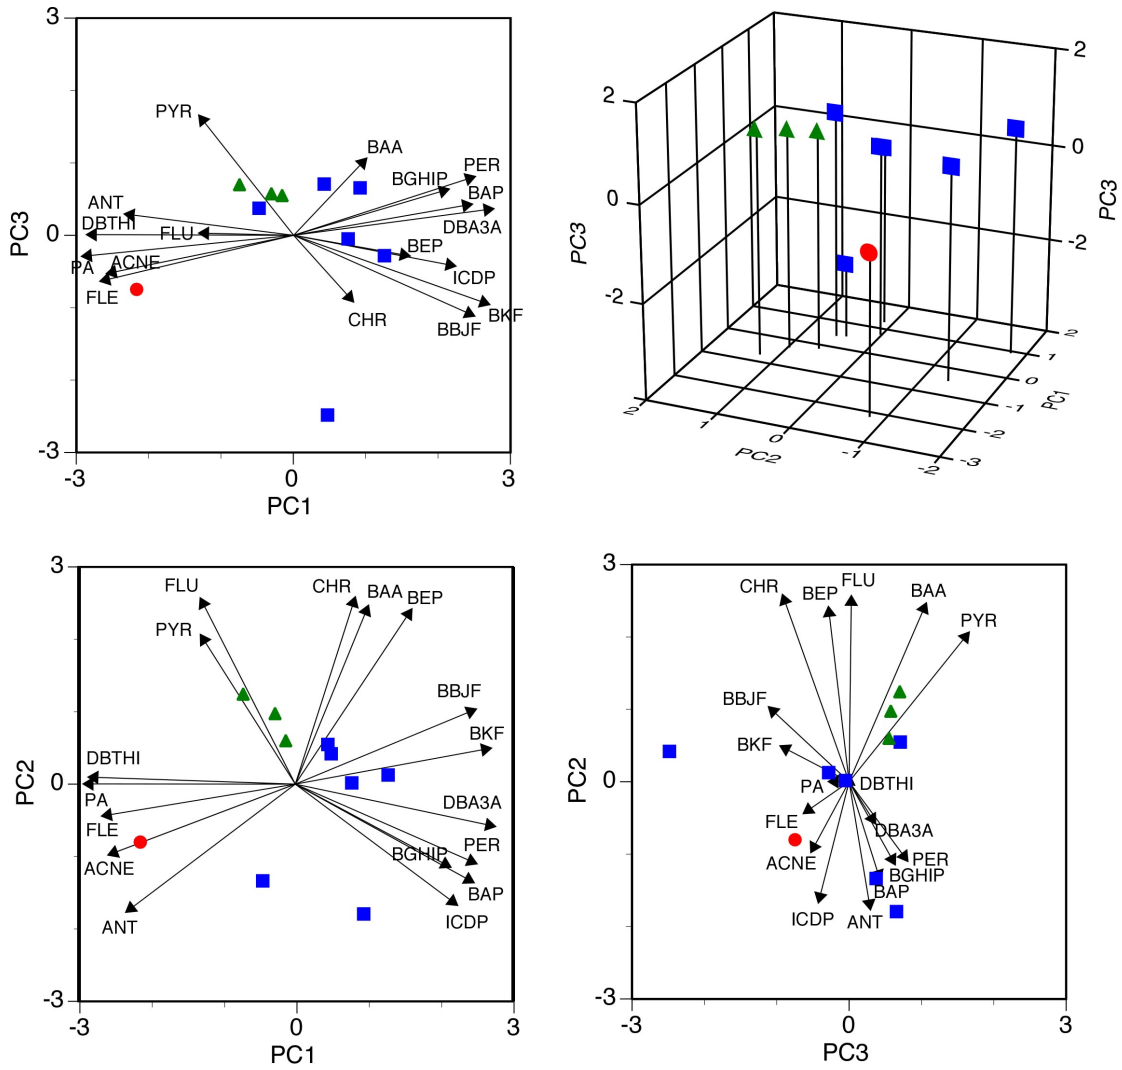 3
PC3
0
-3
-3
0
3
PC1
PYR
BAA
PER
BGHIP
BAP
ANT
DBTHI
FLU
DBA3A
BEP
PA
ACNE
ICDP
FLE
CHR
BKF
BBJF
2
0
-2
PC3
2
0
-2
PC3
2
1
0
-1
-2
-3
PC1
2
1
0
-1
-2
PC2
3
PC2
0
-3
-3
0
3
PC1
FLU
CHR
BAA
BEP
PYR
BBJF
BKF
DBTHI
PA
DBA3A
FLE
PER
BGHIP
ACNE
BAP
ANT
ICDP
3
PC2
0
-3
-3
0
3
PC3
CHR
BEP
FLU
BAA
PYR
BBJF
BKF
PA
DBTHI
FLE
DBA3A
ACNE
PER
BGHIP
BAP
ICDP
ANT